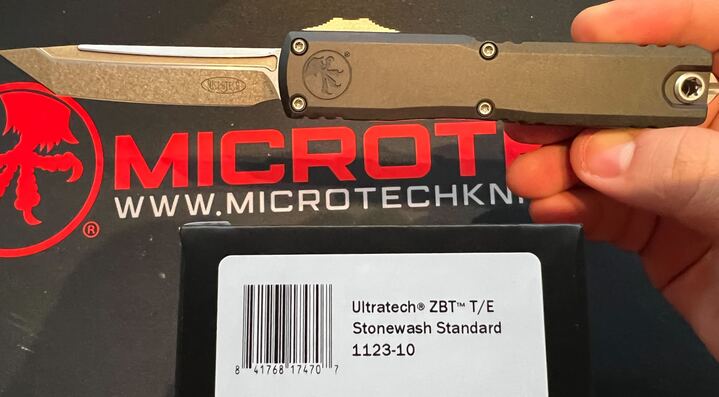 MICROTE
WWW.MICROTECHKN
®
Ultratech® ZBT™ T/E
Stonewash Standard
1123-10
8 41768 17470 7